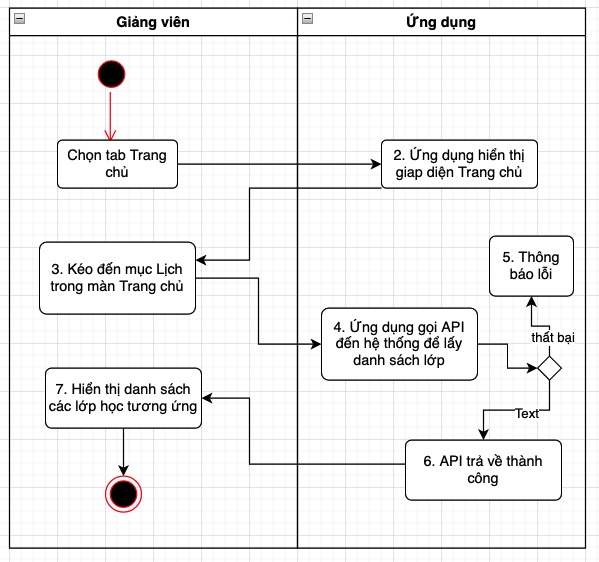 Giảng viên
Ứng dụng
Chọn tab Trang
chủ
2. Ứng dụng hiển thị
giap diện Trang chủ
3. Kéo đến mục Lịch
trong màn Trang chủ
5. Thông
báo lỗi
4. Ứng dụng gọi API
đến hệ thống để lấy
danh sách lớp
thất bại
7. Hiển thị danh sách
các lớp học tương ứng
Text
6. API trả về thành
công